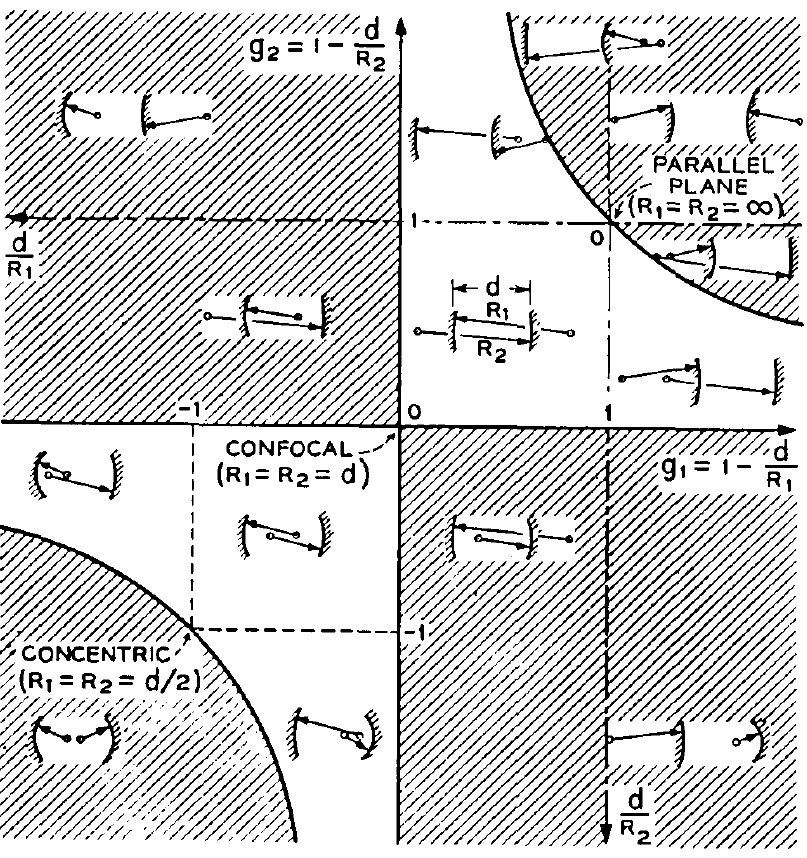 g₂ = 1 - d/R₂
PARALLEL
PLANE
(R₁ = R₂ = ∞)
d/R₁
1
0
d
R₁
R₂
-1
0
1
CONFOCAL
(R₁ = R₂ = d)
g₁ = 1 - d/R₁
-1
CONCENTRIC
(R₁ = R₂ = d/2)
d/R₂